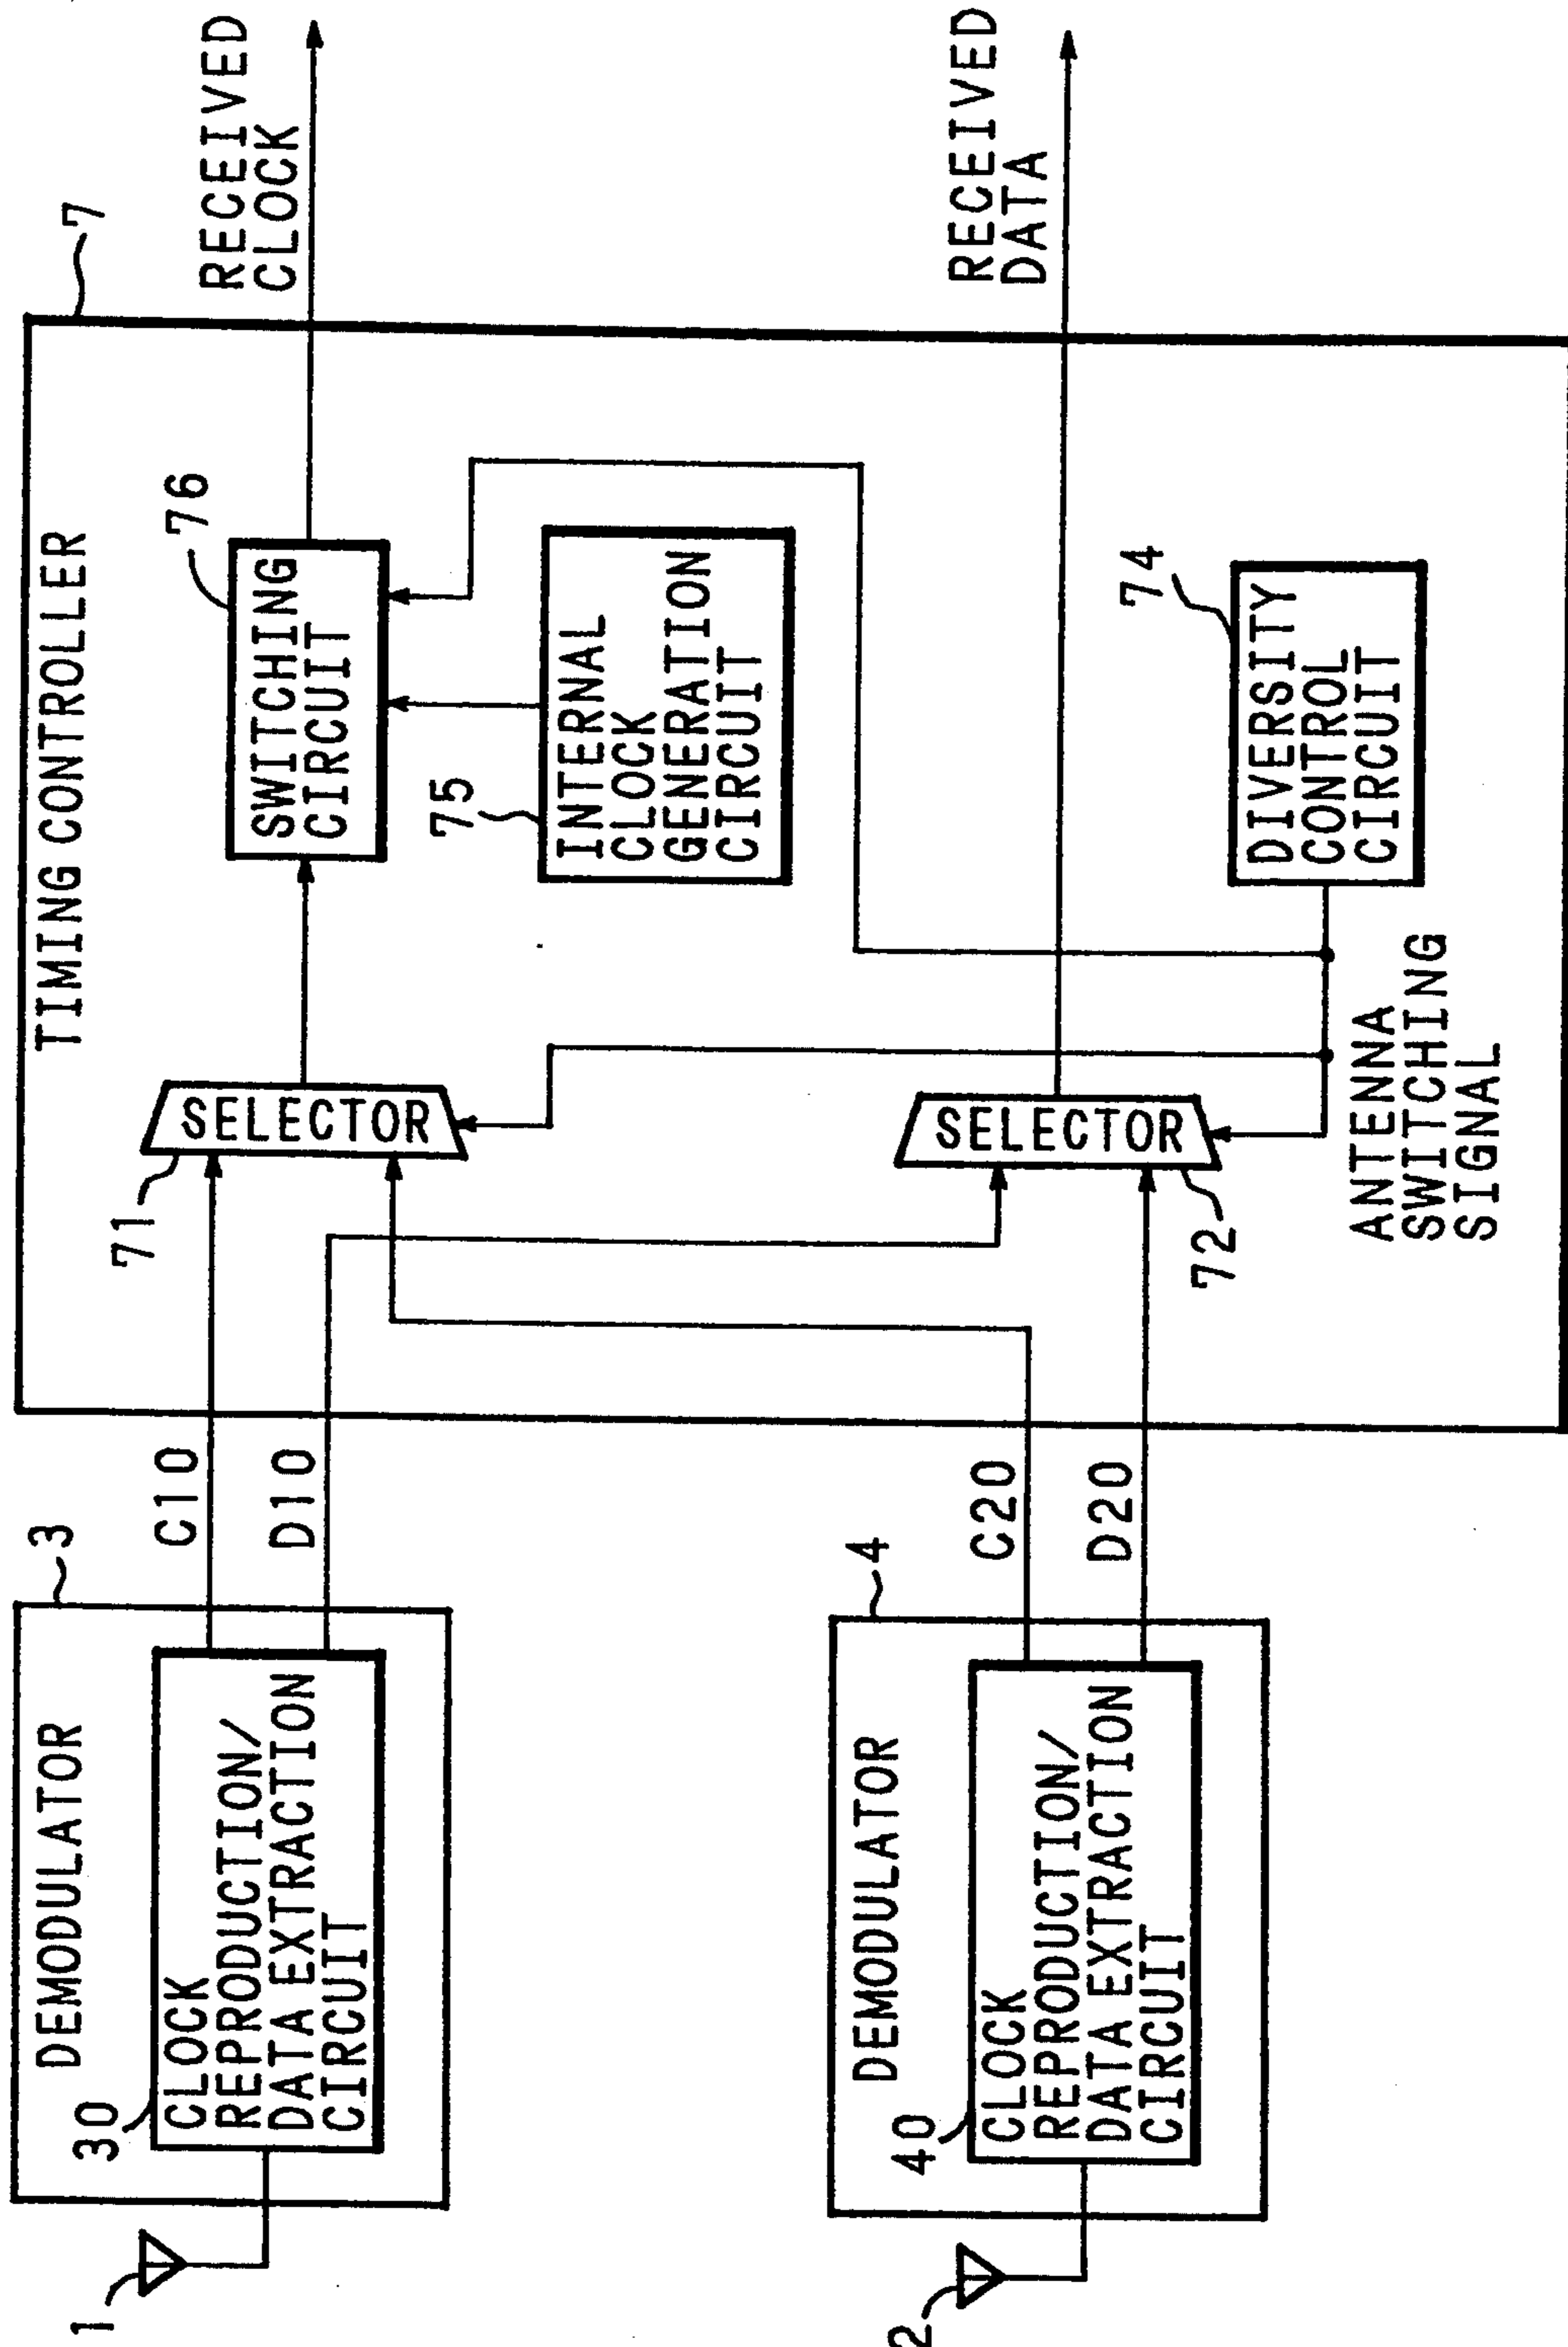 DEMODULATOR
3
30
CLOCK
REPRODUCTION/
DATA EXTRACTION
CIRCUIT
1
C10
D10
DEMODULATOR
4
40
CLOCK
REPRODUCTION/
DATA EXTRACTION
CIRCUIT
2
C20
D20
TIMING CONTROLLER
7
71
SELECTOR
SWITCHING
CIRCUIT
76
75
INTERNAL
CLOCK
GENERATION
CIRCUIT
SELECTOR
72
74
DIVERSITY
CONTROL
CIRCUIT
ANTENNA
SWITCHING
SIGNAL
RECEIVED
CLOCK
RECEIVED
DATA